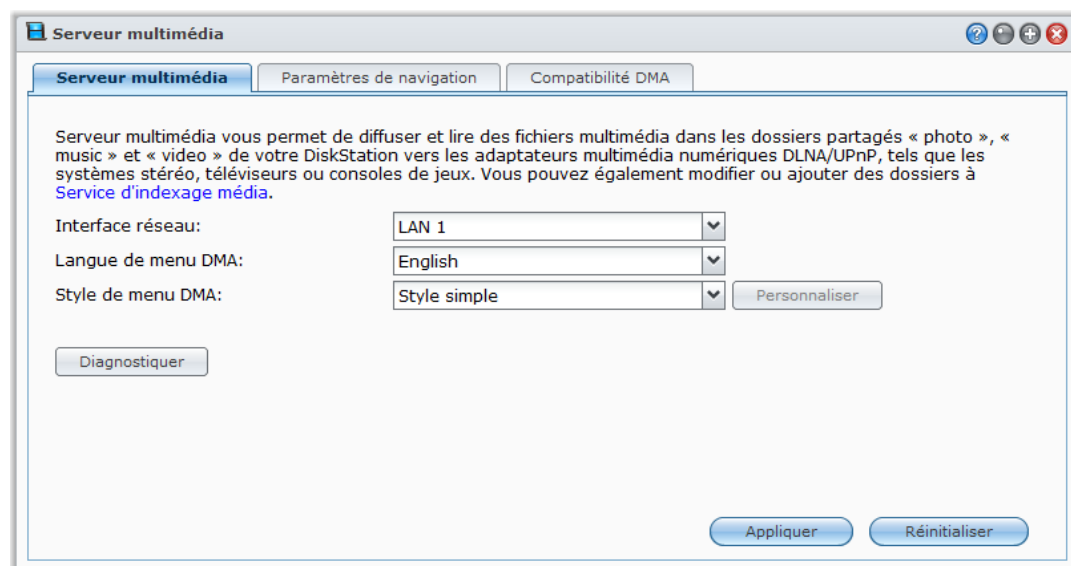 Serveur multimédia
Serveur multimédia
Paramètres de navigation
Compatibilité DMA
Serveur multimédia vous permet de diffuser et lire des fichiers multimédia dans les dossiers partagés « photo », «
music » et « video » de votre DiskStation vers les adaptateurs multimédia numériques DLNA/UPnP, tels que les
systèmes stéréo, téléviseurs ou consoles de jeux. Vous pouvez également modifier ou ajouter des dossiers à
Service d'indexage média.
Interface réseau: LAN 1
Langue de menu DMA: English
Style de menu DMA: Style simple Personnaliser
Diagnostiquer
Appliquer Réinitialiser